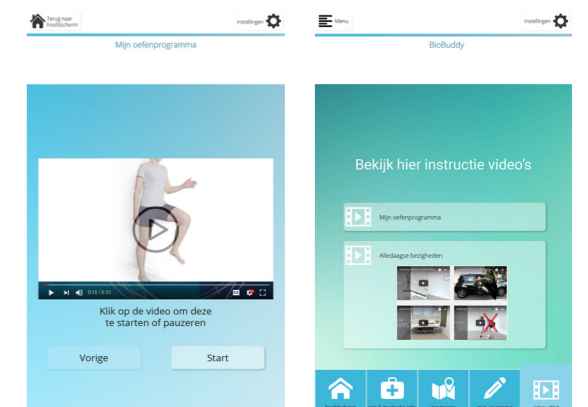 Terug naar
hoofdscherm
Instellingen
Mijn oefenprogramma
Klik op de video om deze
te starten of pauzeren
Vorige
Start
Menu
Instellingen
BioBuddy
Bekijk hier instructie video's
Mijn oefenprogramma
Alledaagse bezigheden